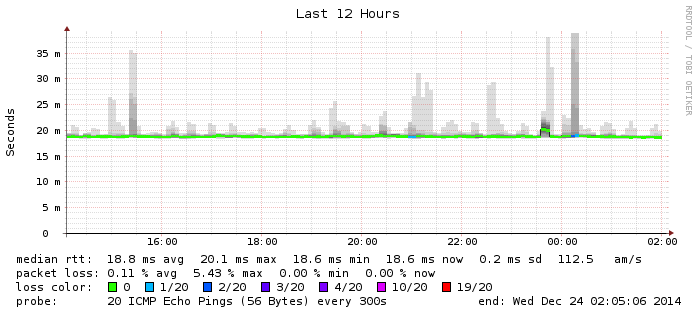 Last 12 Hours
RRDTOOL / TOBI OETIKER
Seconds
35 m
30 m
25 m
20 m
15 m
10 m
5 m
0
16:00 18:00 20:00 22:00 00:00 02:00
median rtt: 18.8 ms avg 20.1 ms max 18.6 ms min 18.6 ms now 0.2 ms sd 112.5 am/s
packet loss: 0.11 % avg 5.43 % max 0.00 % min 0.00 % now
loss color: 0 1/20 2/20 3/20 4/20 10/20 19/20
probe: 20 ICMP Echo Pings (56 Bytes) every 300s end: Wed Dec 24 02:05:06 2014